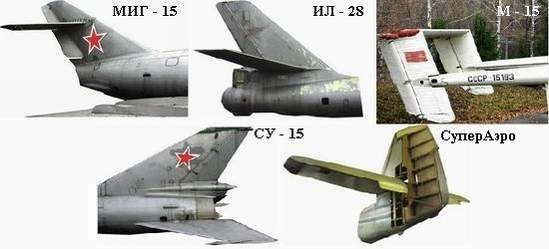 МИГ - 15
ИЛ - 28
М - 15
СССР-15193
СУ - 15
СуперАэро